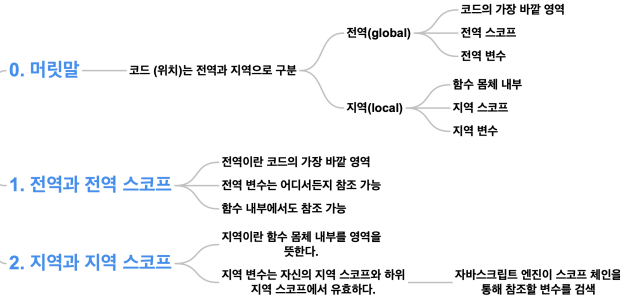 0. 머릿말
코드 (위치)는 전역과 지역으로 구분
전역(global)
코드의 가장 바깥 영역
전역 스코프
전역 변수
지역(local)
함수 몸체 내부
지역 스코프
지역 변수
1. 전역과 전역 스코프
전역이란 코드의 가장 바깥 영역
전역 변수는 어디서든지 참조 가능
함수 내부에서도 참조 가능
2. 지역과 지역 스코프
지역이란 함수 몸체 내부를 영역을
뜻한다.
지역 변수는 자신의 지역 스코프와 하위
지역 스코프에서 유효하다.
자바스크립트 엔진이 스코프 체인을
통해 참조할 변수를 검색